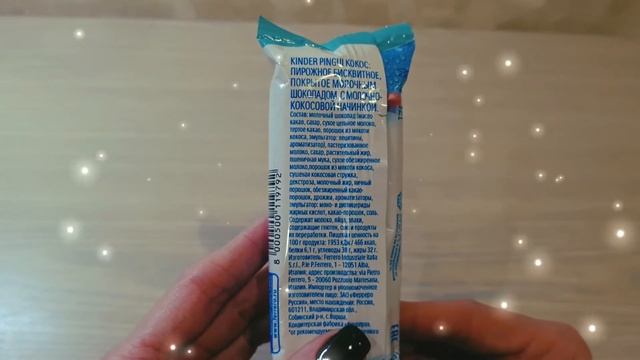 KINDER PINGUI КОКОС:
ПИРОЖНОЕ БИСКВИТНОЕ,
ПОКРЫТОЕ МОЛОЧНЫМ
ШОКОЛАДОМ, С МОЛОЧНО-
КОКОСОВОЙ НАЧИНКОЙ.
Состав: молочный шоколад (масло
какао, сахар, сухое цельное молоко,
тертое какао, порошок из мякоти
кокоса, эмульгатор: лецитины,
ароматизатор), пастеризованное
молоко, сахар, растительный жир,
пшеничная мука, сухое обезжиренное
молоко, порошок из мякоти кокоса,
сушеная кокосовая стружка,
декстроза, молочный жир, яичный
порошок, обезжиренный какао-
порошок, дрожжи, ароматизаторы,
эмульгатор: моно- и диглицериды
жирных кислот, какао-порошок, соль.
Содержит молоко, яйца, злаки,
содержащие глютен, сою и продукты
их переработки. Пищевая ценность на
100 г продукта: 1953 кДж / 466 ккал,
белки 6,1 г, углеводы 38 г, жиры 32 г.
Изготовитель: Ferrero Industriale Italia
S.r.l., P.le P. Ferrero, 1 - 12051 Alba,
Италия; адрес производства: via Pietro
Ferrero, 5 - 20060 Pozzuolo Martesana,
Италия. Импортер и уполномоченное
изготовителем лицо: ЗАО «Ферреро
Руссия», место нахождения: Россия,
601211, Владимирская обл.,
Собинский р-н, с. Ворша,
Кондитерская фабрика
8 000500 119792